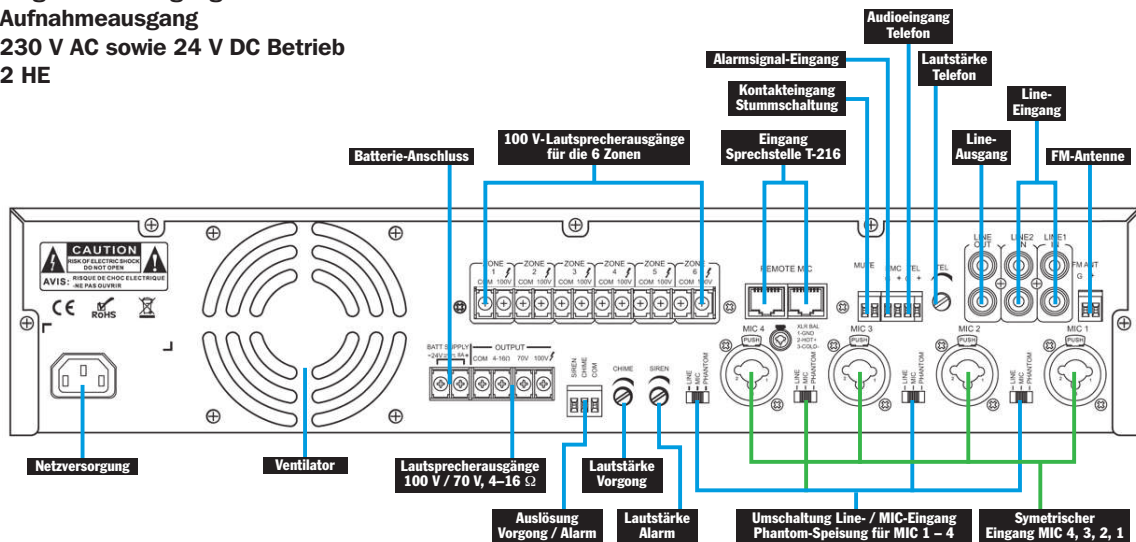 Aufnahmeausgang
230 V AC sowie 24 V DC Betrieb
2 HE
Audioeingang
Telefon
Alarmsignal-Eingang
Lautstärke
Telefon
Kontakteingang
Stummschaltung
Line-
Eingang
Batterie-Anschluss
100 V-Lautsprecherausgänge
für die 6 Zonen
Eingang
Sprechstelle T-216
Line-
Ausgang
FM-Antenne
CAUTION
RISK OF ELECTRIC SHOCK
DO NOT OPEN
AVIS: RISQUE DE CHOC ELECTRIQUE
-NE PAS OUVRIR
CE
RoHS
ZONE 1
ZONE 2
ZONE 3
ZONE 4
ZONE 5
ZONE 6
COM 100V COM 100V COM 100V COM 100V COM 100V COM 100V
REMOTE MIC
MUTE
EMC TEL
G + G +
TEL
LINE OUT
LINE2 IN
LINE1 IN
FM ANT
G +
BATT SUPPLY
OUTPUT
COM 4-16Ω 70V 100V
SIREN
CHIME
COM
CHIME
SIREN
MIC 4
XLR BAL
1-GND
2-HOT+
3-COLD-
MIC 3
MIC 2
MIC 1
PUSH
PUSH
PUSH
PUSH
LINE
MIC
PHANTOM
LINE
MIC
PHANTOM
LINE
MIC
PHANTOM
LINE
MIC
PHANTOM
Netzversorgung
Ventilator
Lautsprecherausgänge
100 V / 70 V, 4–16 Ω
Lautstärke
Vorgong
Auslösung
Vorgong / Alarm
Lautstärke
Alarm
Umschaltung Line- / MIC-Eingang
Phantom-Speisung für MIC 1 – 4
Symetrischer
Eingang MIC 4, 3, 2, 1